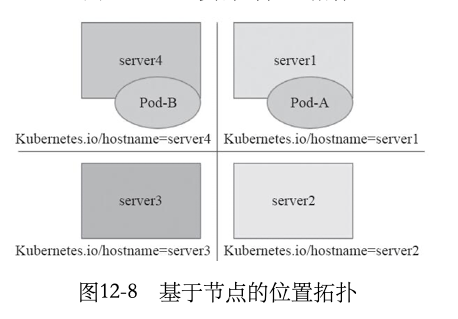 server4
server1
Pod-B
Pod-A
Kubernetes.io/hostname=server4
Kubernetes.io/hostname=server1
server3
server2
Kubernetes.io/hostname=server3
Kubernetes.io/hostname=server2
图12-8 基于节点的位置拓扑